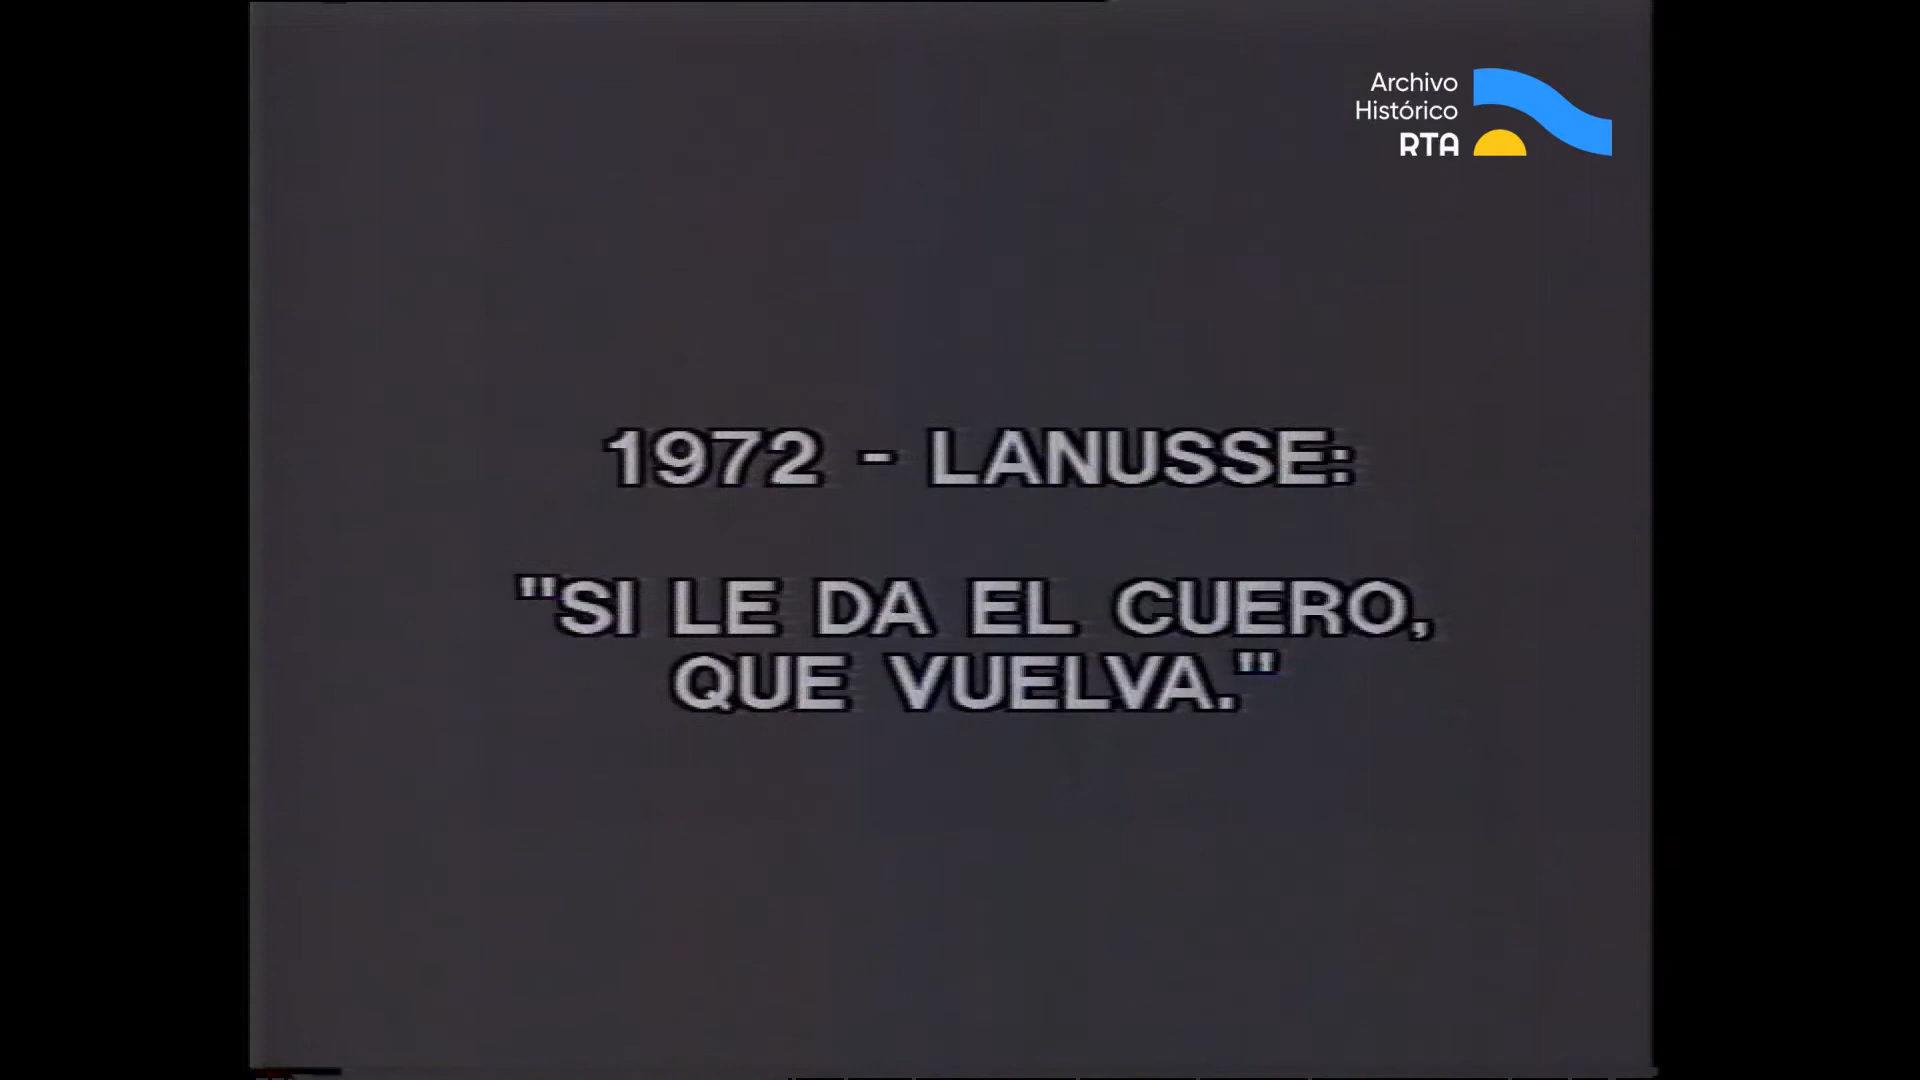 Archivo
Histórico
RTA
1972 - LANUSSE:
"SI LE DA EL CUERO,
QUE VUELVA."